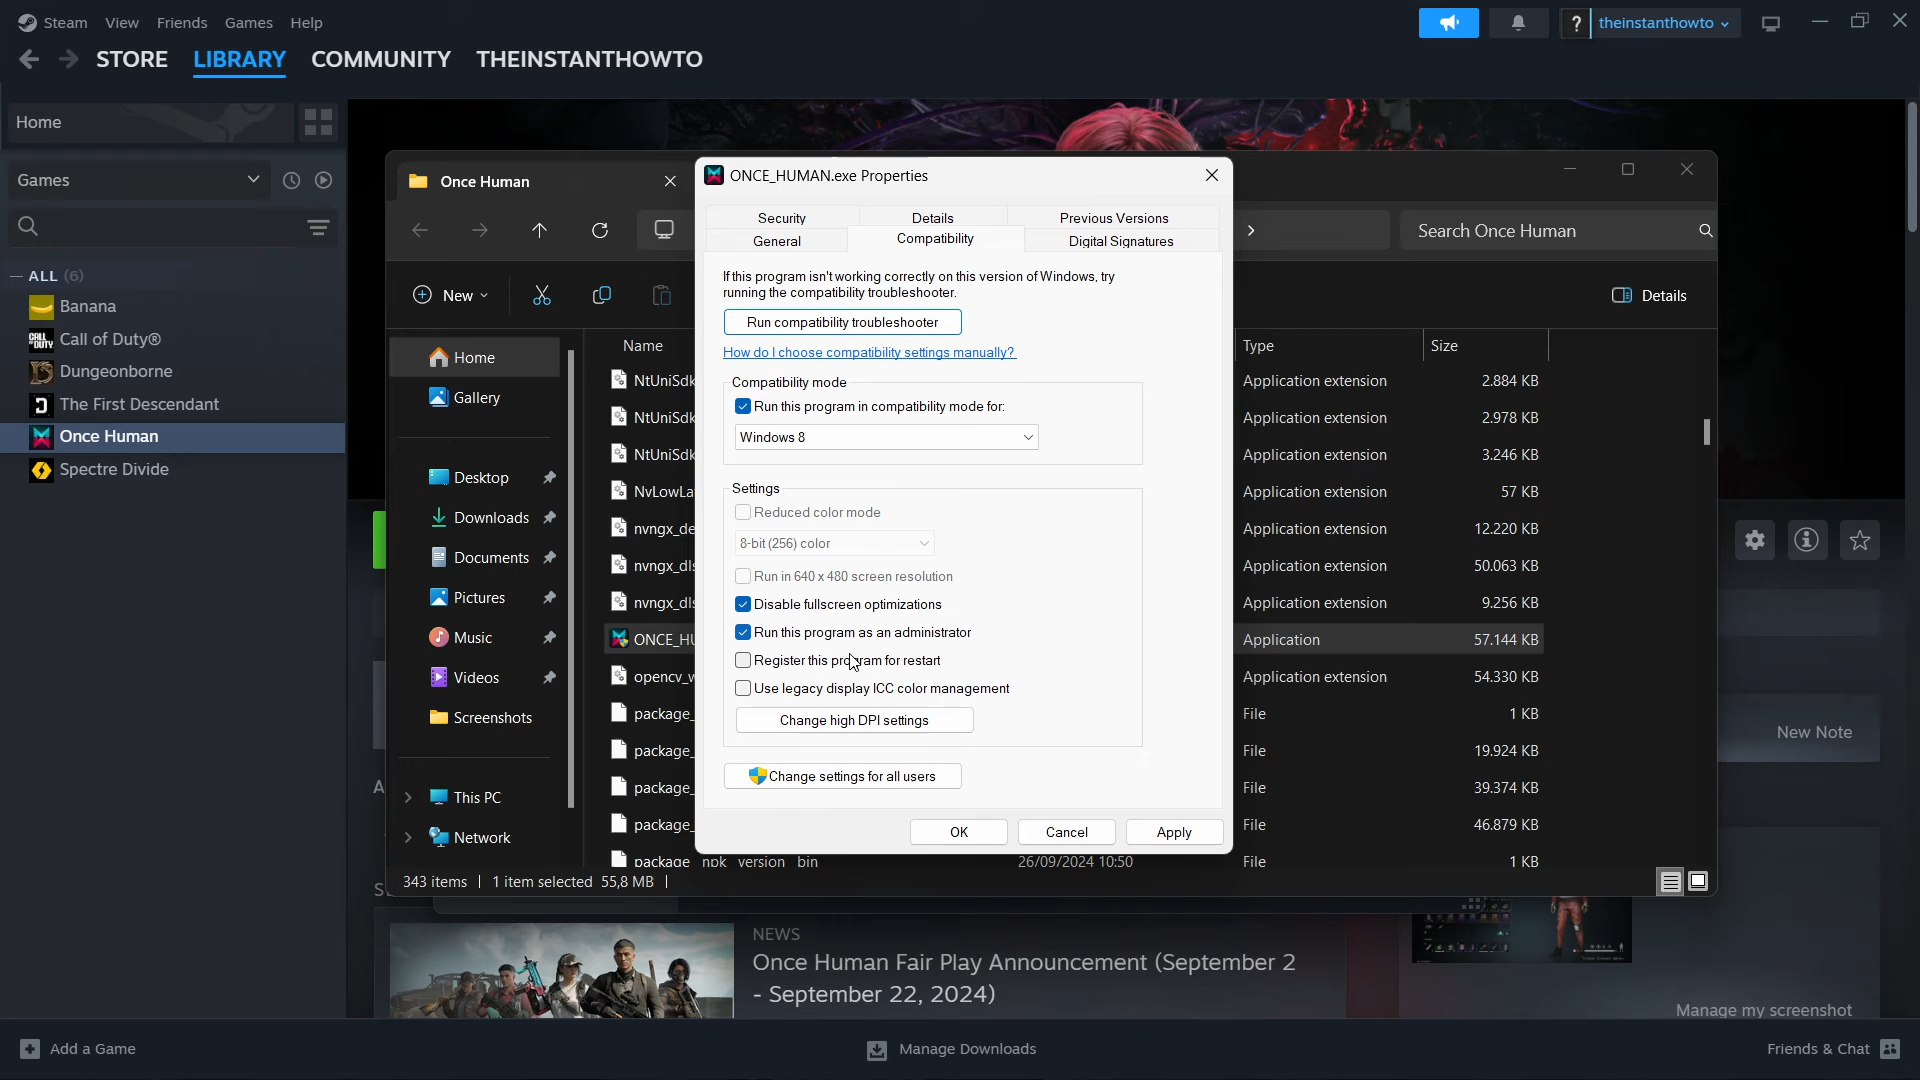 Steam View Friends Games Help
theinstanthowto
STORE LIBRARY COMMUNITY THEINSTANTHOWTO
Home
Games
ALL (6)
Banana
Call of Duty®
Dungeonborne
The First Descendant
Once Human
Spectre Divide
Once Human
Search Once Human
New
Details
Home
Gallery
Desktop
Downloads
Documents
Pictures
Music
Videos
Screenshots
This PC
Network
Name
Type
Size
NtUniSdk
Application extension
2.884 KB
NtUniSdk
Application extension
2.978 KB
NtUniSdk
Application extension
3.246 KB
NvLowLa
Application extension
57 KB
nvngx_de
Application extension
12.220 KB
nvngx_dls
Application extension
50.063 KB
nvngx_dls
Application extension
9.256 KB
ONCE_HU
Application
57.144 KB
opencv_w
Application extension
54.330 KB
package_
File
1 KB
package_
File
19.924 KB
package_
File
39.374 KB
package_
File
46.879 KB
package npk version bin
26/09/2024 10:50
File
1 KB
343 items
1 item selected 55,8 MB
ONCE_HUMAN.exe Properties
Security
Details
Previous Versions
General
Compatibility
Digital Signatures
If this program isn't working correctly on this version of Windows, try
running the compatibility troubleshooter.
Run compatibility troubleshooter
How do I choose compatibility settings manually?
Compatibility mode
Run this program in compatibility mode for:
Windows 8
Settings
Reduced color mode
8-bit (256) color
Run in 640 x 480 screen resolution
Disable fullscreen optimizations
Run this program as an administrator
Register this program for restart
Use legacy display ICC color management
Change high DPI settings
Change settings for all users
OK
Cancel
Apply
New Note
NEWS
Once Human Fair Play Announcement (September 2
- September 22, 2024)
Manage my screenshot
Add a Game
Manage Downloads
Friends & Chat